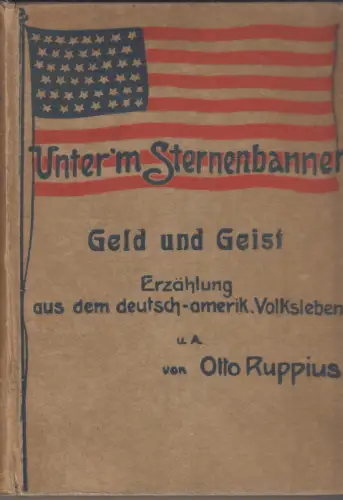 Unter'm Sternenbanner
Geld und Geist
Erzählung
aus dem deutsch-amerik. Volksleben
u. A.
von Otto Ruppius